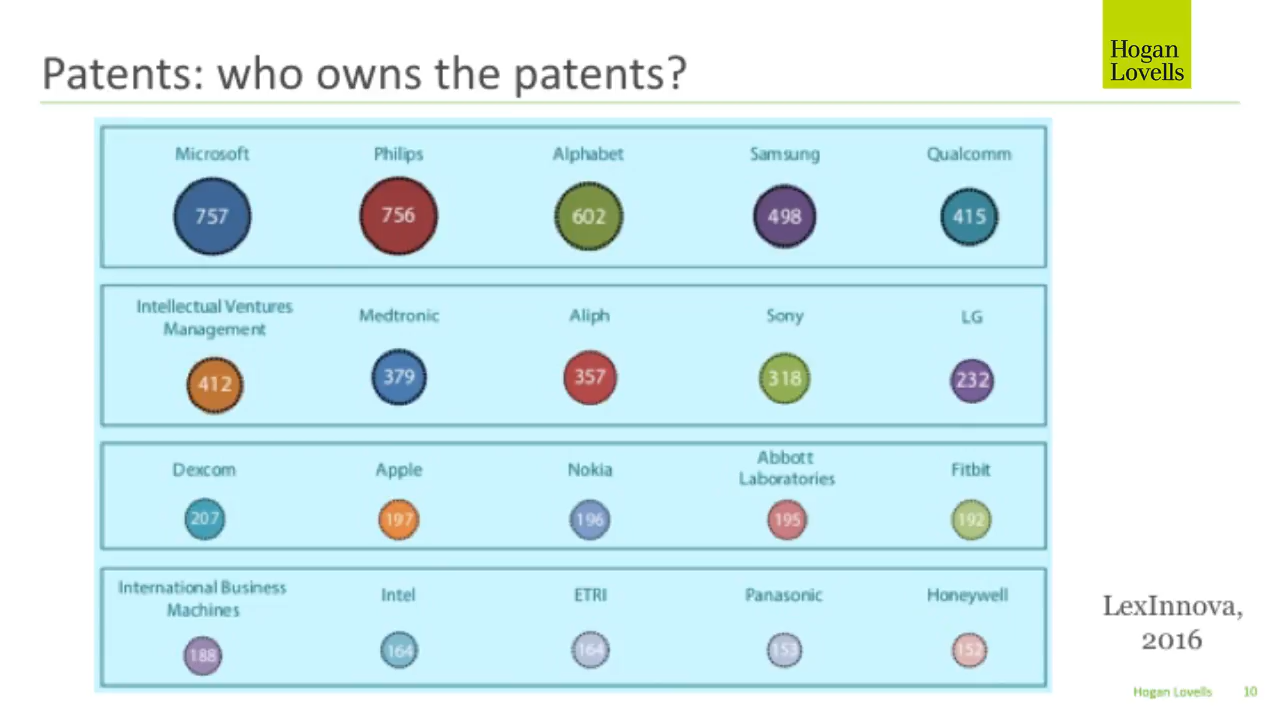 Patents: who owns the patents?
Hogan
Lovells
Microsoft Philips Alphabet Samsung Qualcomm
757 756 602 498 415
Intellectual Ventures
Management Medtronic Aliph Sony LG
412 379 357 318 232
Dexcom Apple Nokia Abbott
Laboratories Fitbit
207 197 196 195 192
International Business
Machines Intel ETRI Panasonic Honeywell
188 164 164 153 152
LexInnova,
2016
Hogan Lovells 10